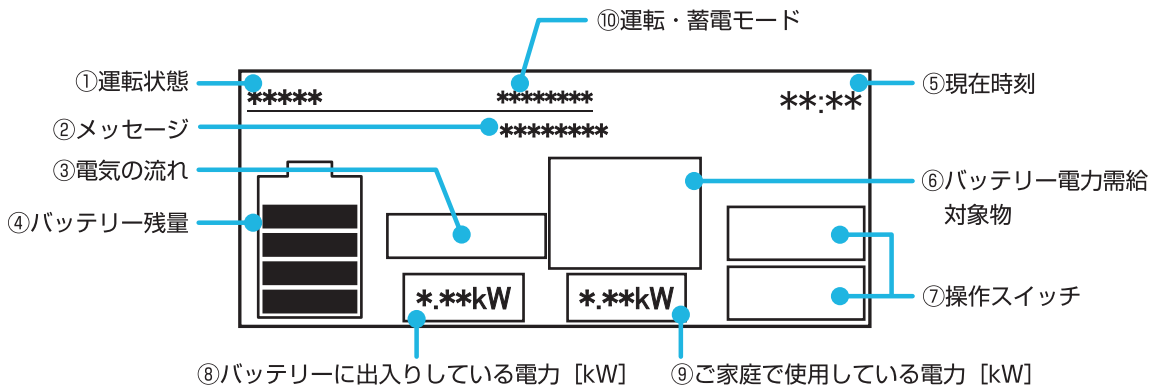 ⑩運転・蓄電モード
①運転状態
⑤現在時刻
***** ******** **:**
②メッセージ
********
③電気の流れ
⑥バッテリー電力需給
対象物
④バッテリー残量
⑦操作スイッチ
*.**kW *.**kW
⑧バッテリーに出入りしている電力［kW］ ⑨ご家庭で使用している電力［kW］